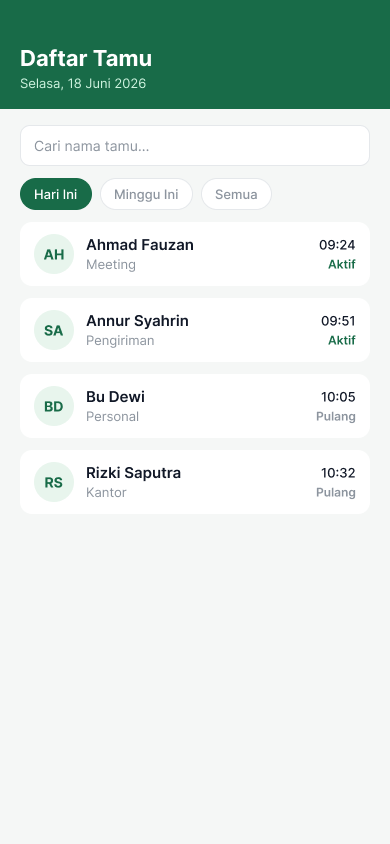 Daftar Tamu
Selasa, 18 Juni 2026
Cari nama tamu...
Hari Ini
Minggu Ini
Semua
AH
Ahmad Fauzan
Meeting
09:24
Aktif
SA
Annur Syahrin
Pengiriman
09:51
Aktif
BD
Bu Dewi
Personal
10:05
Pulang
RS
Rizki Saputra
Kantor
10:32
Pulang